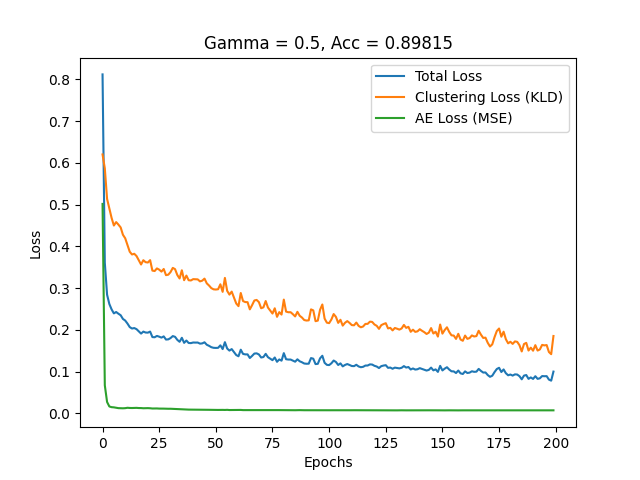 Gamma = 0.5, Acc = 0.89815
Total Loss
Clustering Loss (KLD)
AE Loss (MSE)
0.8
0.7
0.6
0.5
0.4
0.3
0.2
0.1
0.0
Loss
0 25 50 75 100 125 150 175 200
Epochs